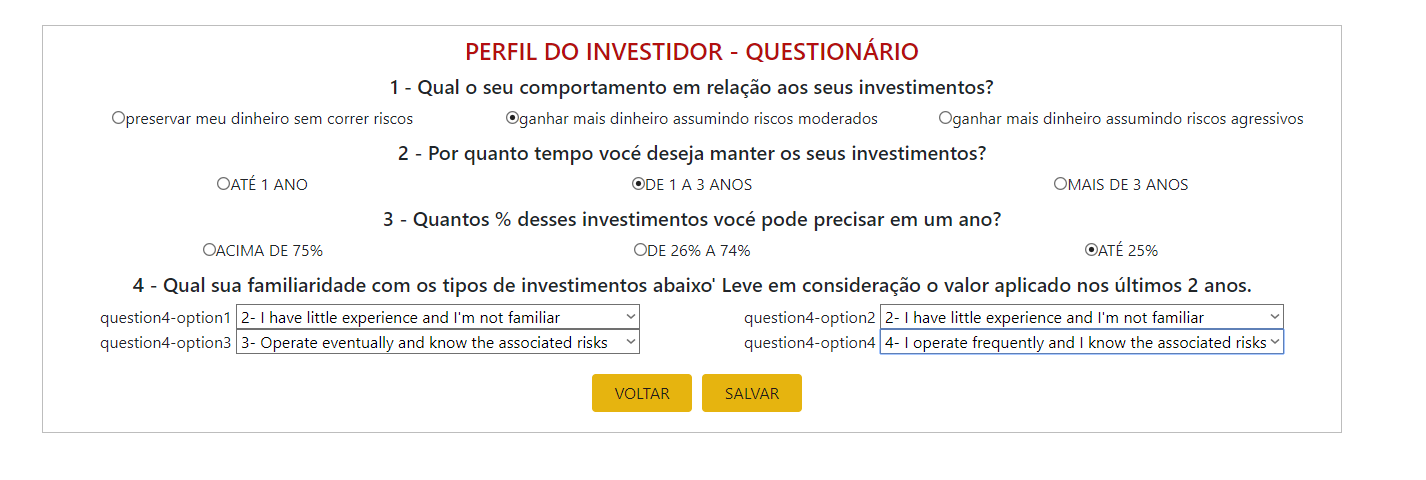 PERFIL DO INVESTIDOR - QUESTIONÁRIO
1 - Qual o seu comportamento em relação aos seus investimentos?
preservar meu dinheiro sem correr riscos ganhar mais dinheiro assumindo riscos moderados ganhar mais dinheiro assumindo riscos agressivos
2 - Por quanto tempo vocé deseja manter os seus investimentos?
ATÉ 1 ANO DE 1 A 3 ANOS MAIS DE 3 ANOS
3 - Quantos % desses investimentos vocé pode precisar em um ano?
ACIMA DE 75% DE 26% A 74% ATÉ 25%
4 - Qual sua familiaridade com os tipos de investimentos abaixo' Leve em consideração o valor aplicado nos últimos 2 anos.
question4-option1 2- I have little experience and I'm not familiar question4-option2 2- I have little experience and I'm not familiar
question4-option3 3- Operate eventually and know the associated risks question4-option4 4- I operate frequently and I know the associated risks
VOLTAR SALVAR